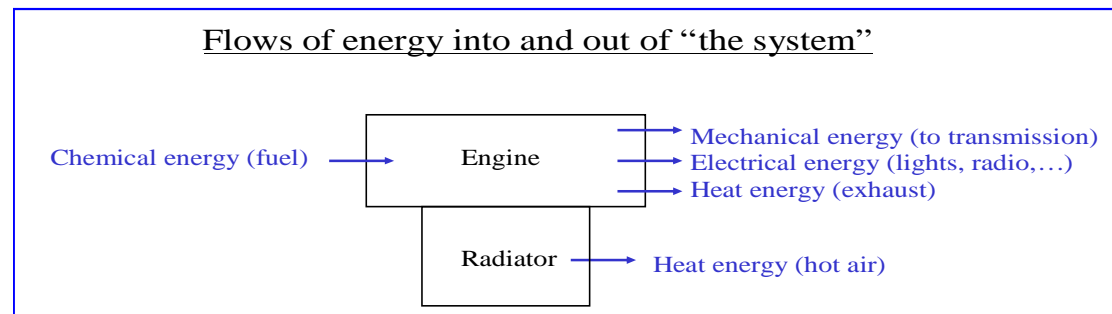 Flows of energy into and out of “the system”
Chemical energy (fuel)
Engine
Mechanical energy (to transmission)
Electrical energy (lights, radio,…)
Heat energy (exhaust)
Radiator
Heat energy (hot air)